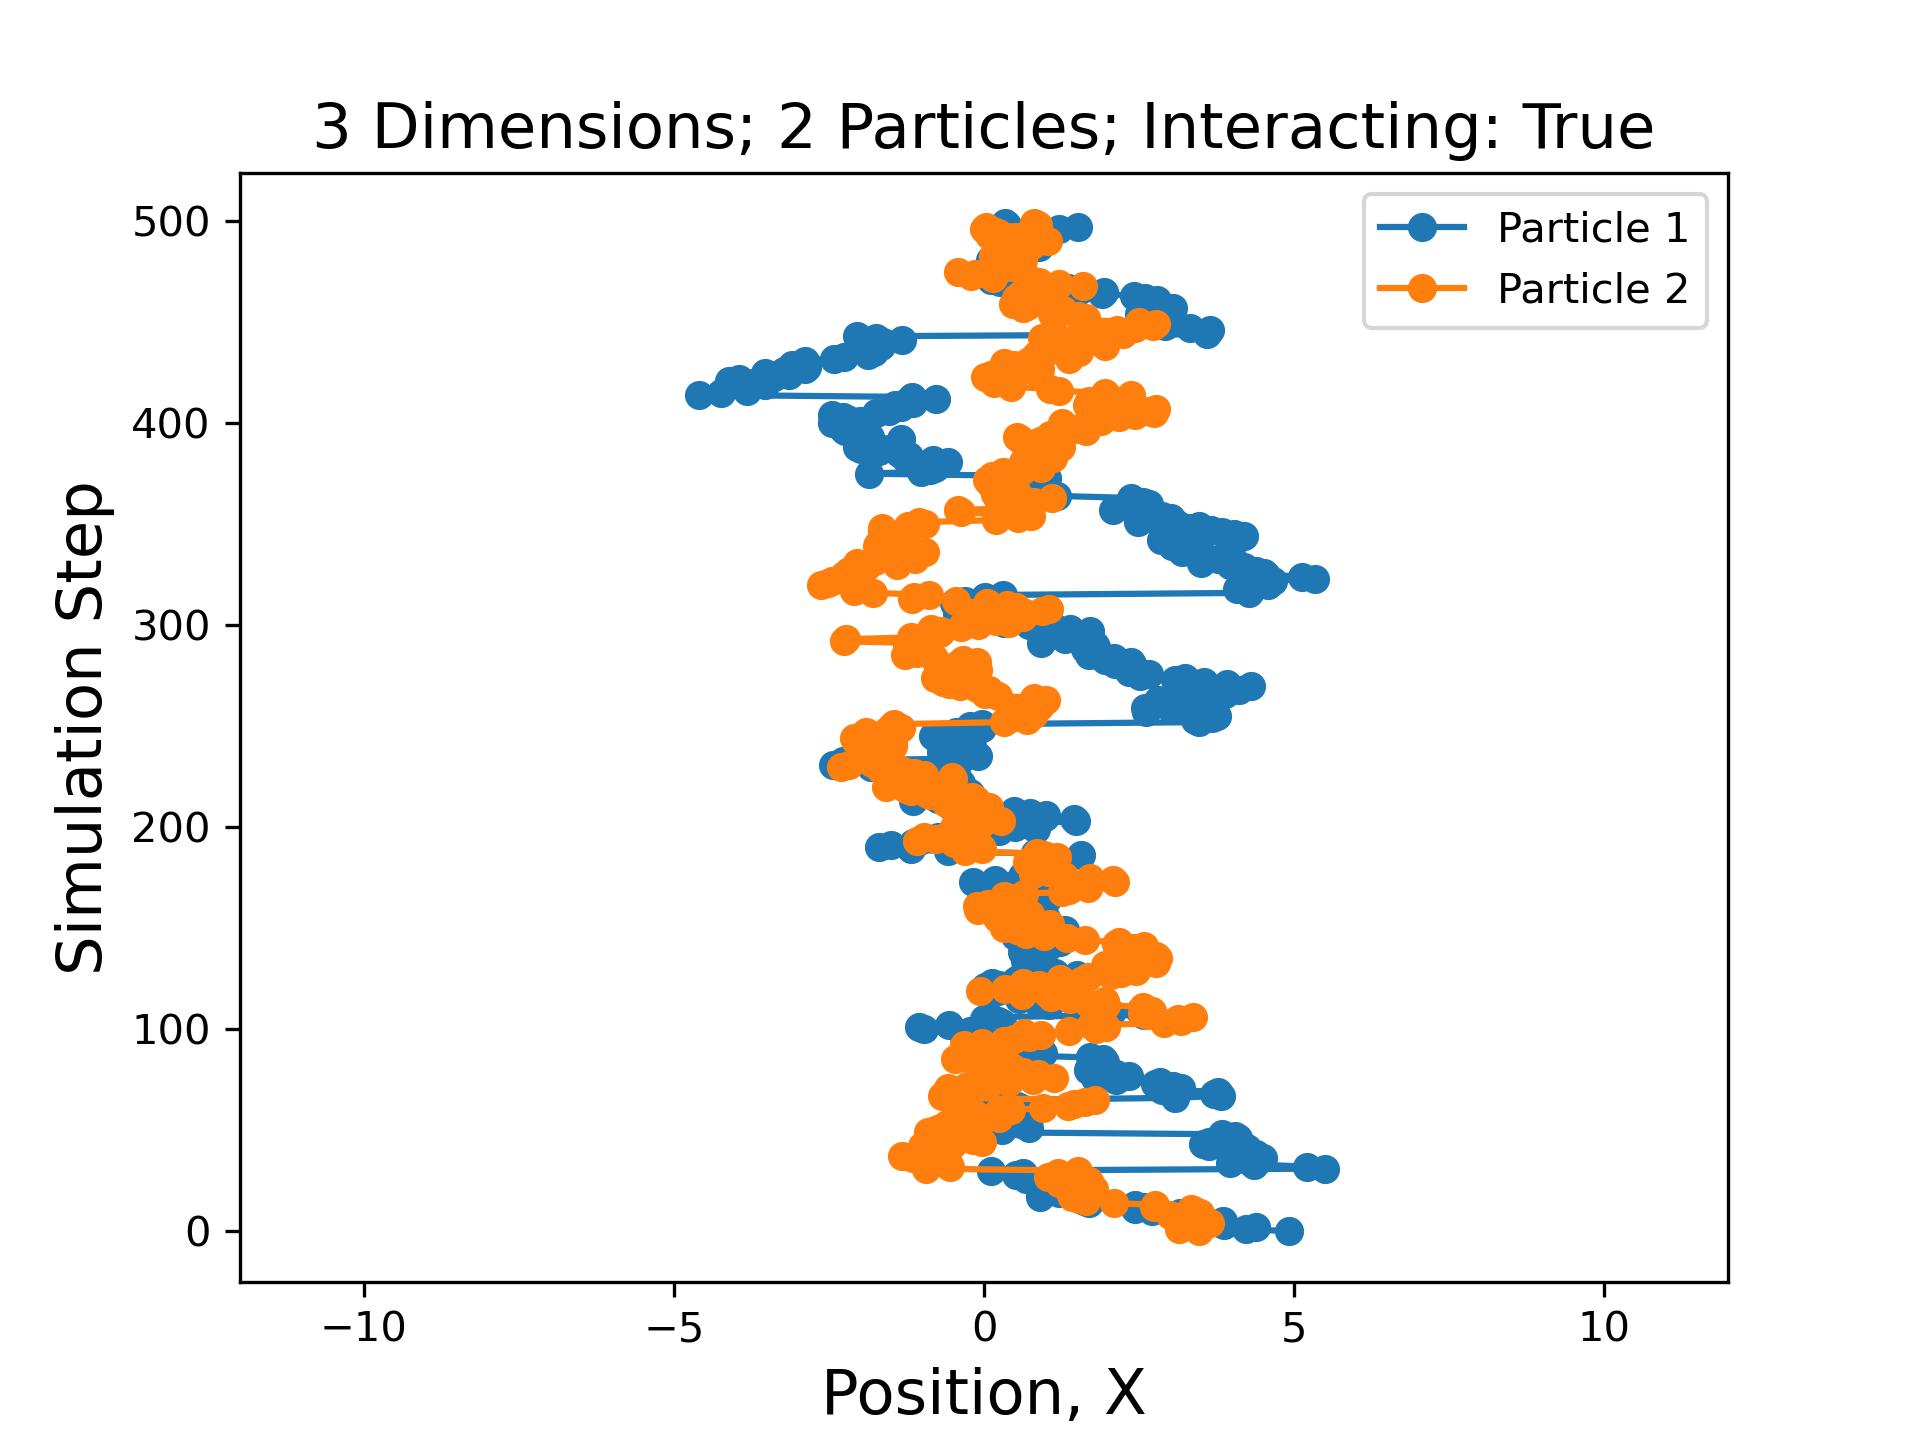 3 Dimensions; 2 Particles; Interacting: True
Particle 1
Particle 2
Simulation Step
500
400
300
200
100
0
−10
−5
0
5
10
Position, X